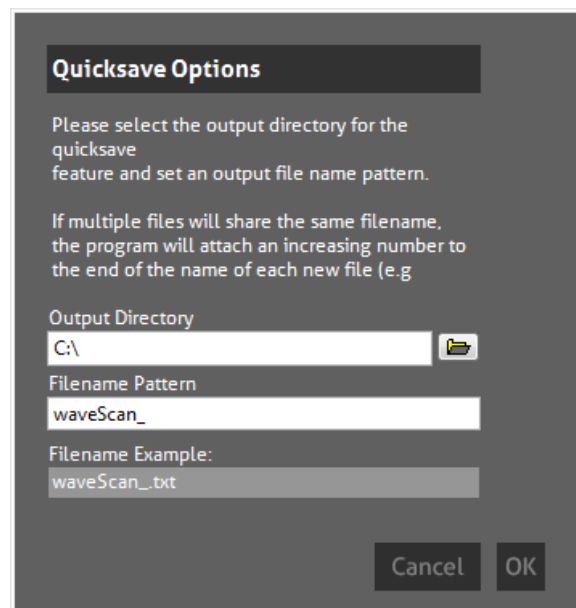 Quicksave Options
Please select the output directory for the
quicksave
feature and set an output file name pattern.
If multiple files will share the same filename,
the program will attach an increasing number to
the end of the name of each new file (e.g
Output Directory
C:\
Filename Pattern
waveScan_
Filename Example:
waveScan_.txt
Cancel OK